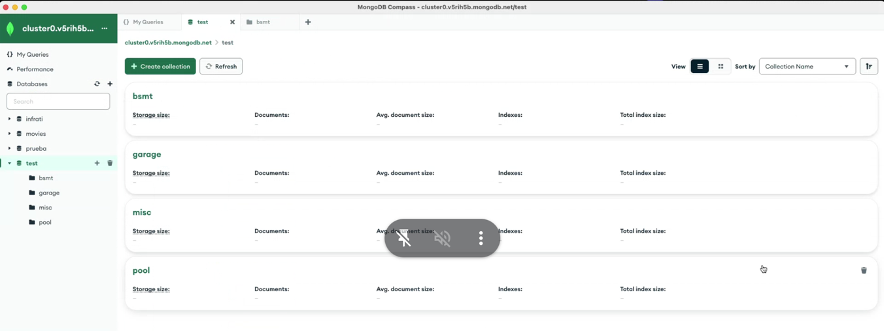 MongoDB Compass - cluster0.v5rih5b.mongodb.net/test
cluster0.v5rih5b... ...
{} My Queries
test
bsmt
cluster0.v5rih5b.mongodb.net > test
{} My Queries
Performance
Databases
Search
infrati
movies
prueba
test
bsmt
garage
misc
pool
+ Create collection
Refresh
View
Sort by
Collection Name
bsmt
Storage size: Documents: Avg. document size: Indexes: Total index size:
- - - - -
garage
Storage size: Documents: Avg. document size: Indexes: Total index size:
- - - - -
misc
Storage size: Documents: Avg. document size: Indexes: Total index size:
- - - - -
pool
Storage size: Documents: Avg. document size: Indexes: Total index size:
- - - - -